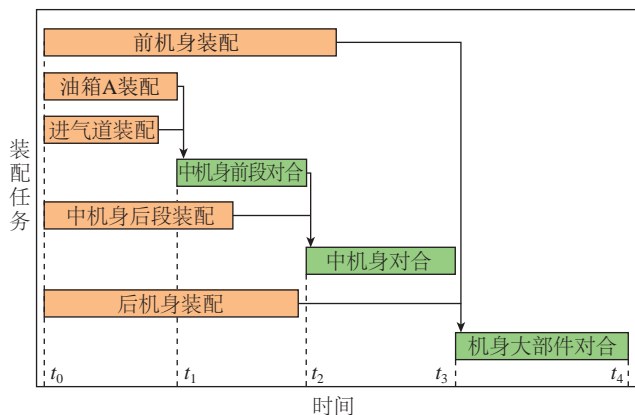 前机身装配
油箱A装配
进气道装配
中机身前段对合
中机身后段装配
中机身对合
后机身装配
机身大部件对合
装配任务
t0
t1
t2
t3
t4
时间